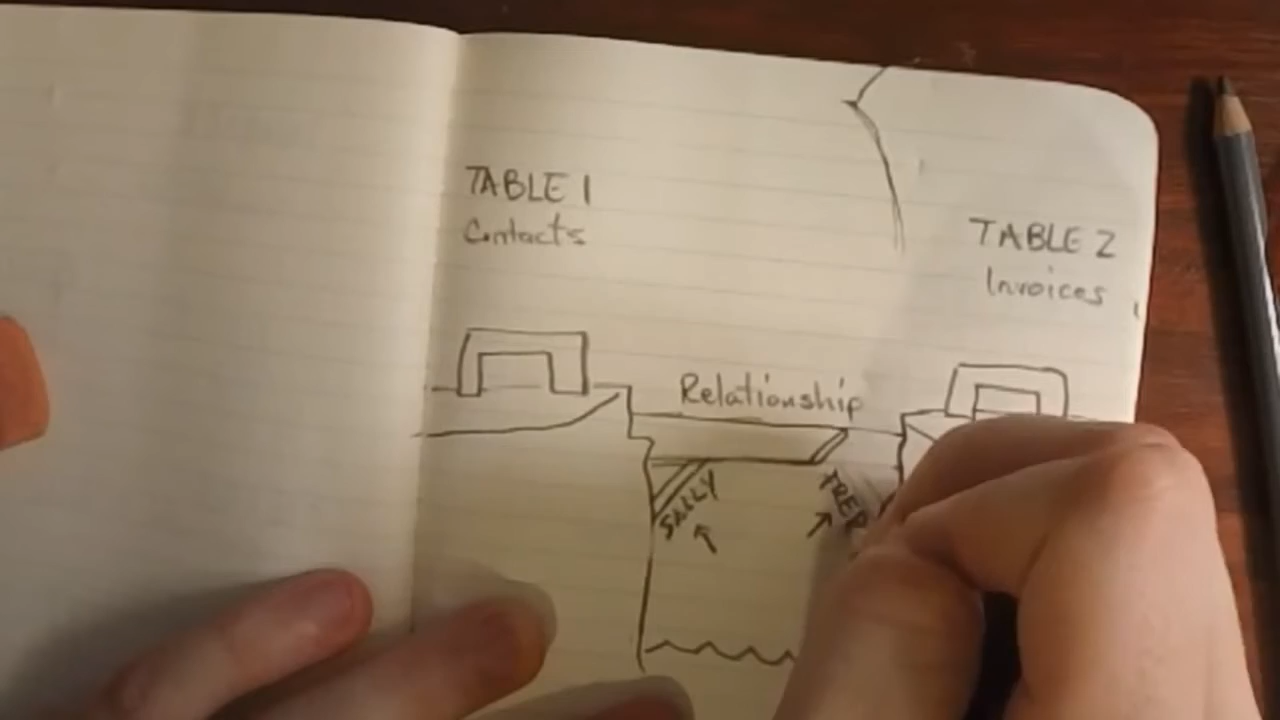 TABLE 1
Contacts
TABLE 2
Invoices
Relationship
SALLY
FRED